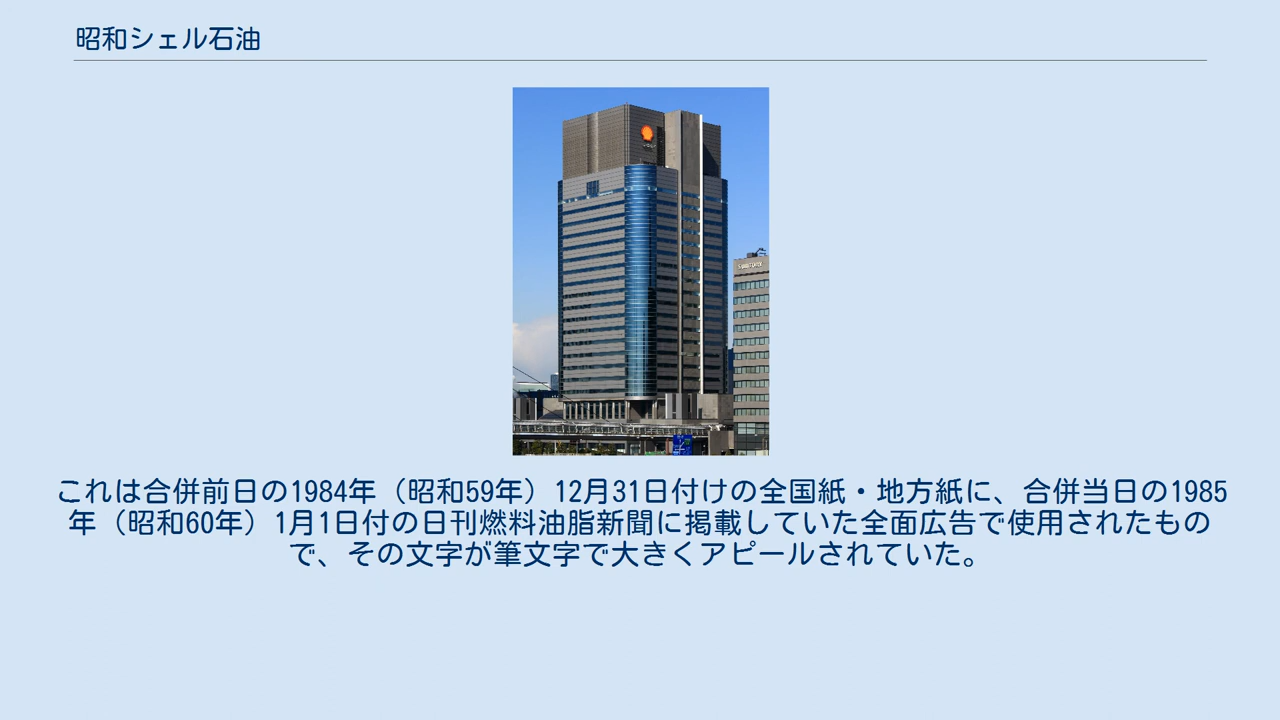 昭和シェル石油
これは合併前日の1984年（昭和59年）12月31日付けの全国紙・地方紙に、合併当日の1985
年（昭和60年）1月1日付の日刊燃料油脂新聞に掲載していた全面広告で使用されたもの
で、その文字が筆文字で大きくアピールされていた。